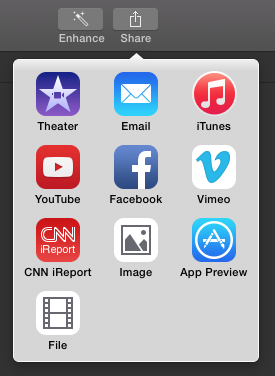 Enhance Share
Theater Email iTunes
YouTube Facebook Vimeo
CNN
iReport
CNN iReport Image App Preview
File